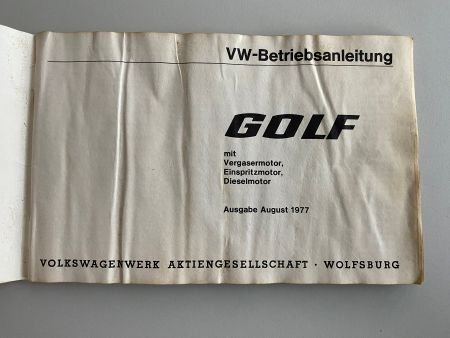 VW-Betriebsanleitung
GOLF
mit
Vergasermotor,
Einspritzmotor,
Dieselmotor
Ausgabe August 1977
VOLKSWAGENWERK AKTIENGESELLSCHAFT · WOLFSBURG